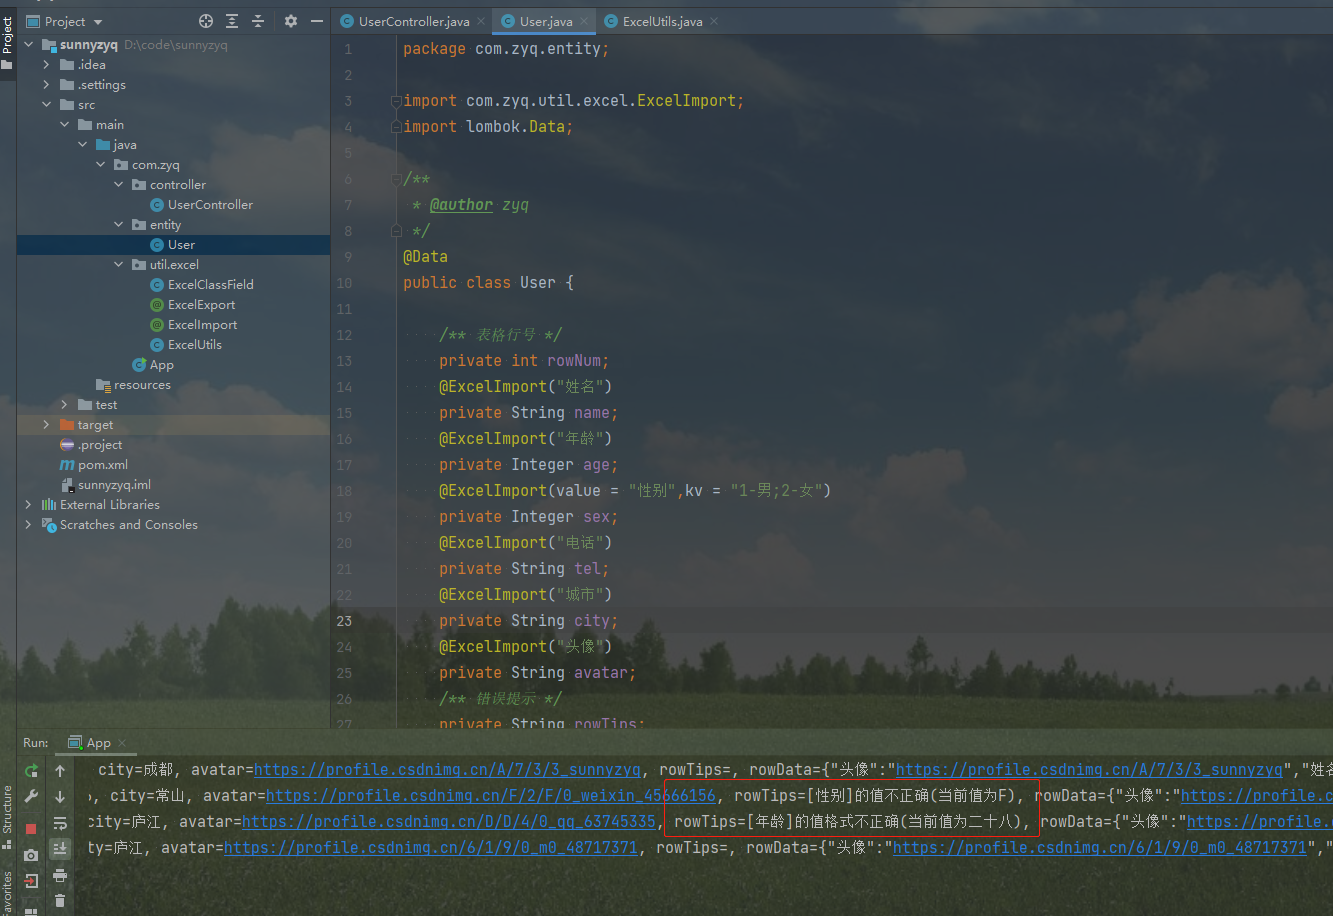 Project
UserController.java
User.java
ExcelUtils.java
Project
sunnyzyq D:\code\sunnyzyq
.idea
.settings
src
main
java
com.zyq
controller
UserController
entity
User
util.excel
ExcelClassField
ExcelExport
ExcelImport
ExcelUtils
App
resources
test
target
.project
pom.xml
sunnyzyq.iml
External Libraries
Scratches and Consoles
1 package com.zyq.entity;
2
3 import com.zyq.util.excel.ExcelImport;
4 import lombok.Data;
5
6 /**
7 * @author zyq
8 */
9 @Data
10 public class User {
11
12 /** 表格行号 */
13 private int rowNum;
14 @ExcelImport("姓名")
15 private String name;
16 @ExcelImport("年龄")
17 private Integer age;
18 @ExcelImport(value = "性别",kv = "1-男;2-女")
19 private Integer sex;
20 @ExcelImport("电话")
21 private String tel;
22 @ExcelImport("城市")
23 private String city;
24 @ExcelImport("头像")
25 private String avatar;
26 /** 错误提示 */
27 private String rowTips;
Run: App
city=成都, avatar=https://profile.csdnimg.cn/A/7/3/3_sunnyzyq, rowTips=, rowData={"头像":"https://profile.csdnimg.cn/A/7/3/3_sunnyzyq","姓名
, city=常山, avatar=https://profile.csdnimg.cn/F/2/F/0_weixin_45666156, rowTips=[性别]的值不正确(当前值为F), rowData={"头像":"https://profile.c
city=庐江, avatar=https://profile.csdnimg.cn/D/D/4/0_qq_63745335, rowTips=[年龄]的值格式不正确(当前值为二十八), rowData={"头像":"https://profile.
ty=庐江, avatar=https://profile.csdnimg.cn/6/1/9/0_m0_48717371, rowTips=, rowData={"头像":"https://profile.csdnimg.cn/6/1/9/0_m0_48717371","
Structure
Favorites